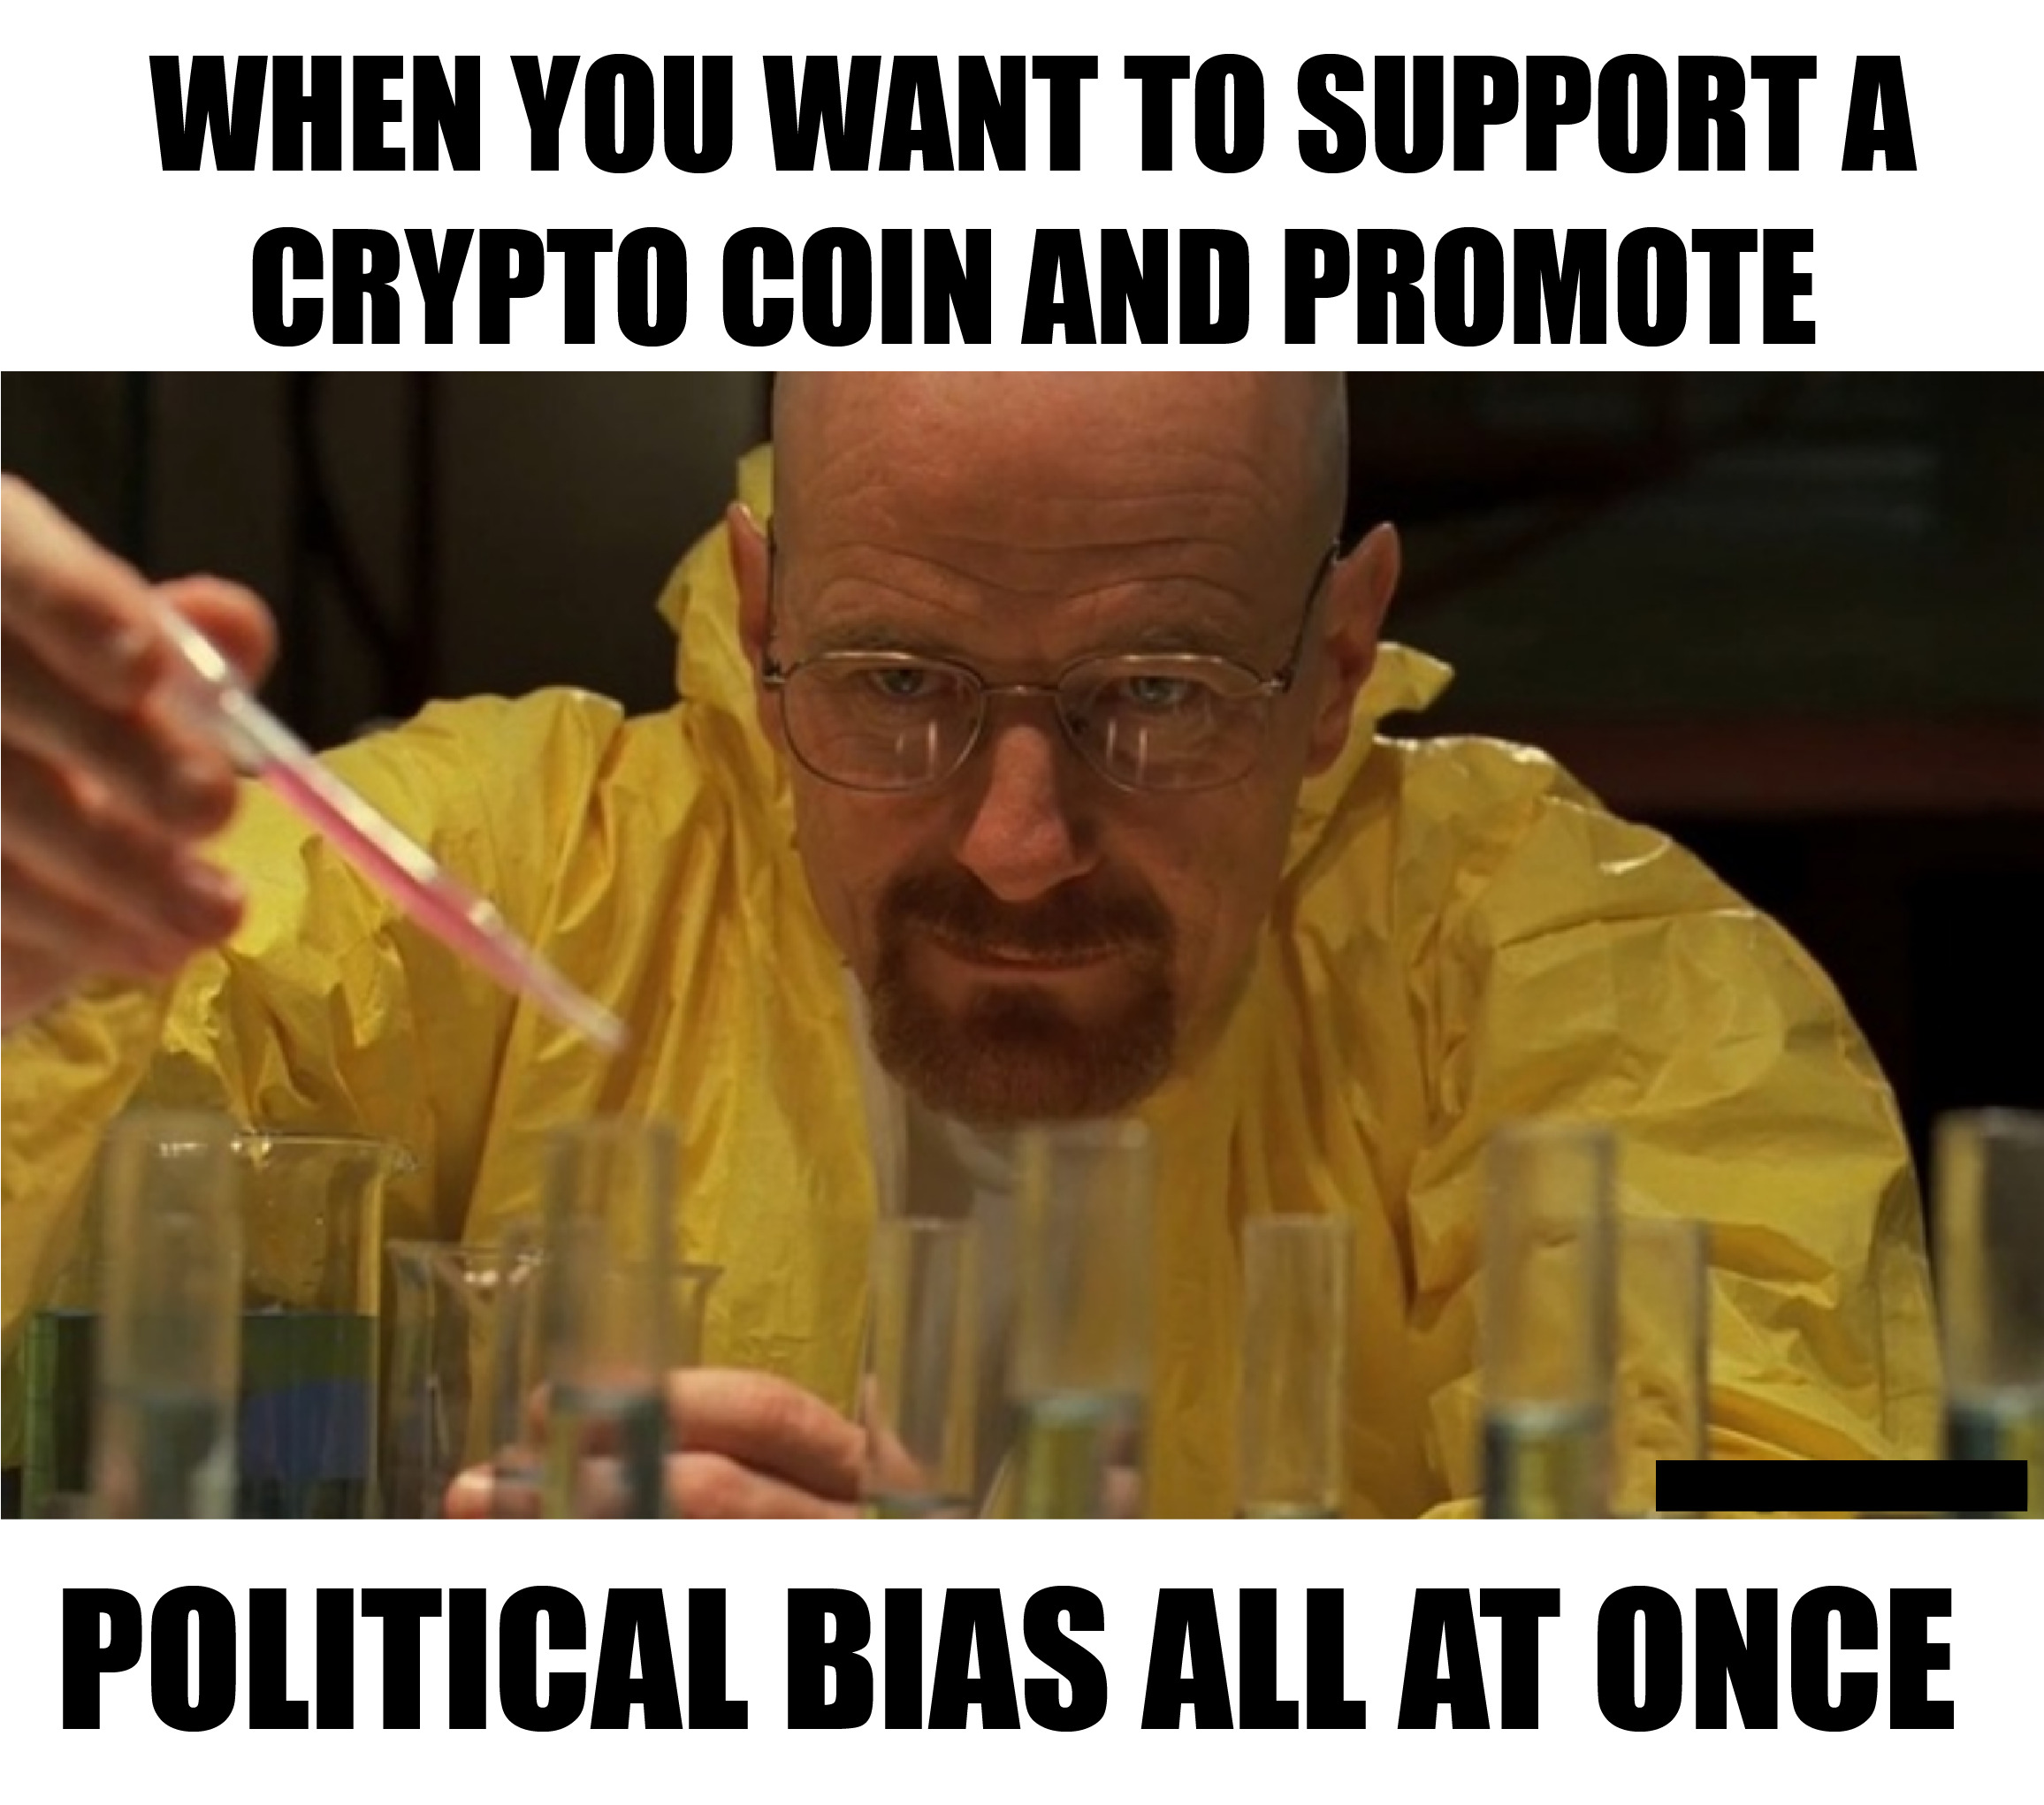 WHEN YOU WANT TO SUPPORT A
CRYPTO COIN AND PROMOTE
POLITICAL BIAS ALL AT ONCE